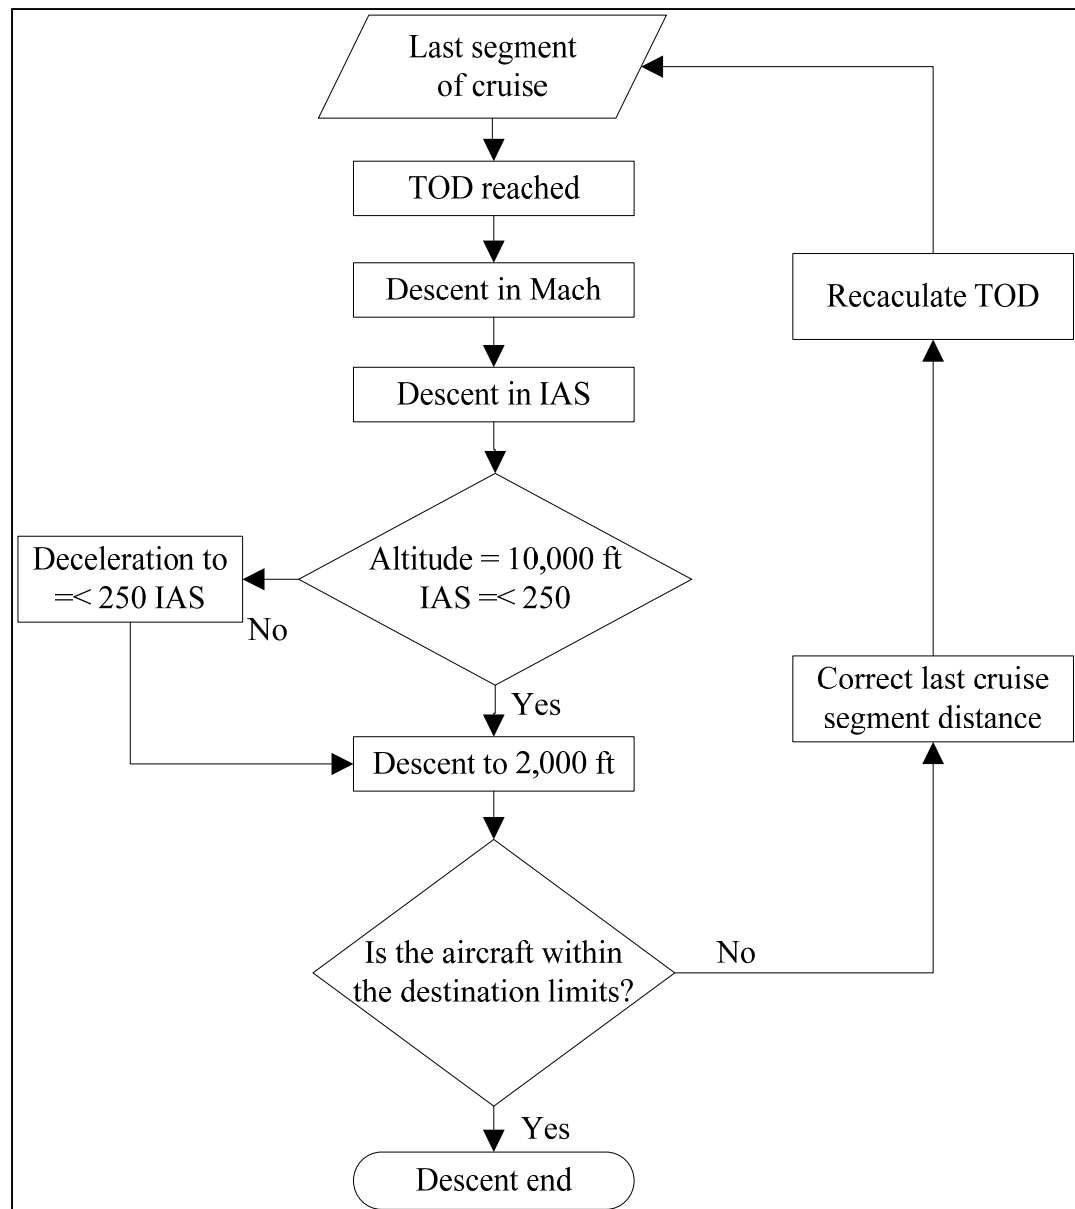 Last segment
of cruise
TOD reached
Descent in Mach
Descent in IAS
Altitude = 10,000 ft
IAS =< 250
Deceleration to
=< 250 IAS
No
Yes
Descent to 2,000 ft
Is the aircraft within
the destination limits?
No
Yes
Descent end
Correct last cruise
segment distance
Recaculate TOD